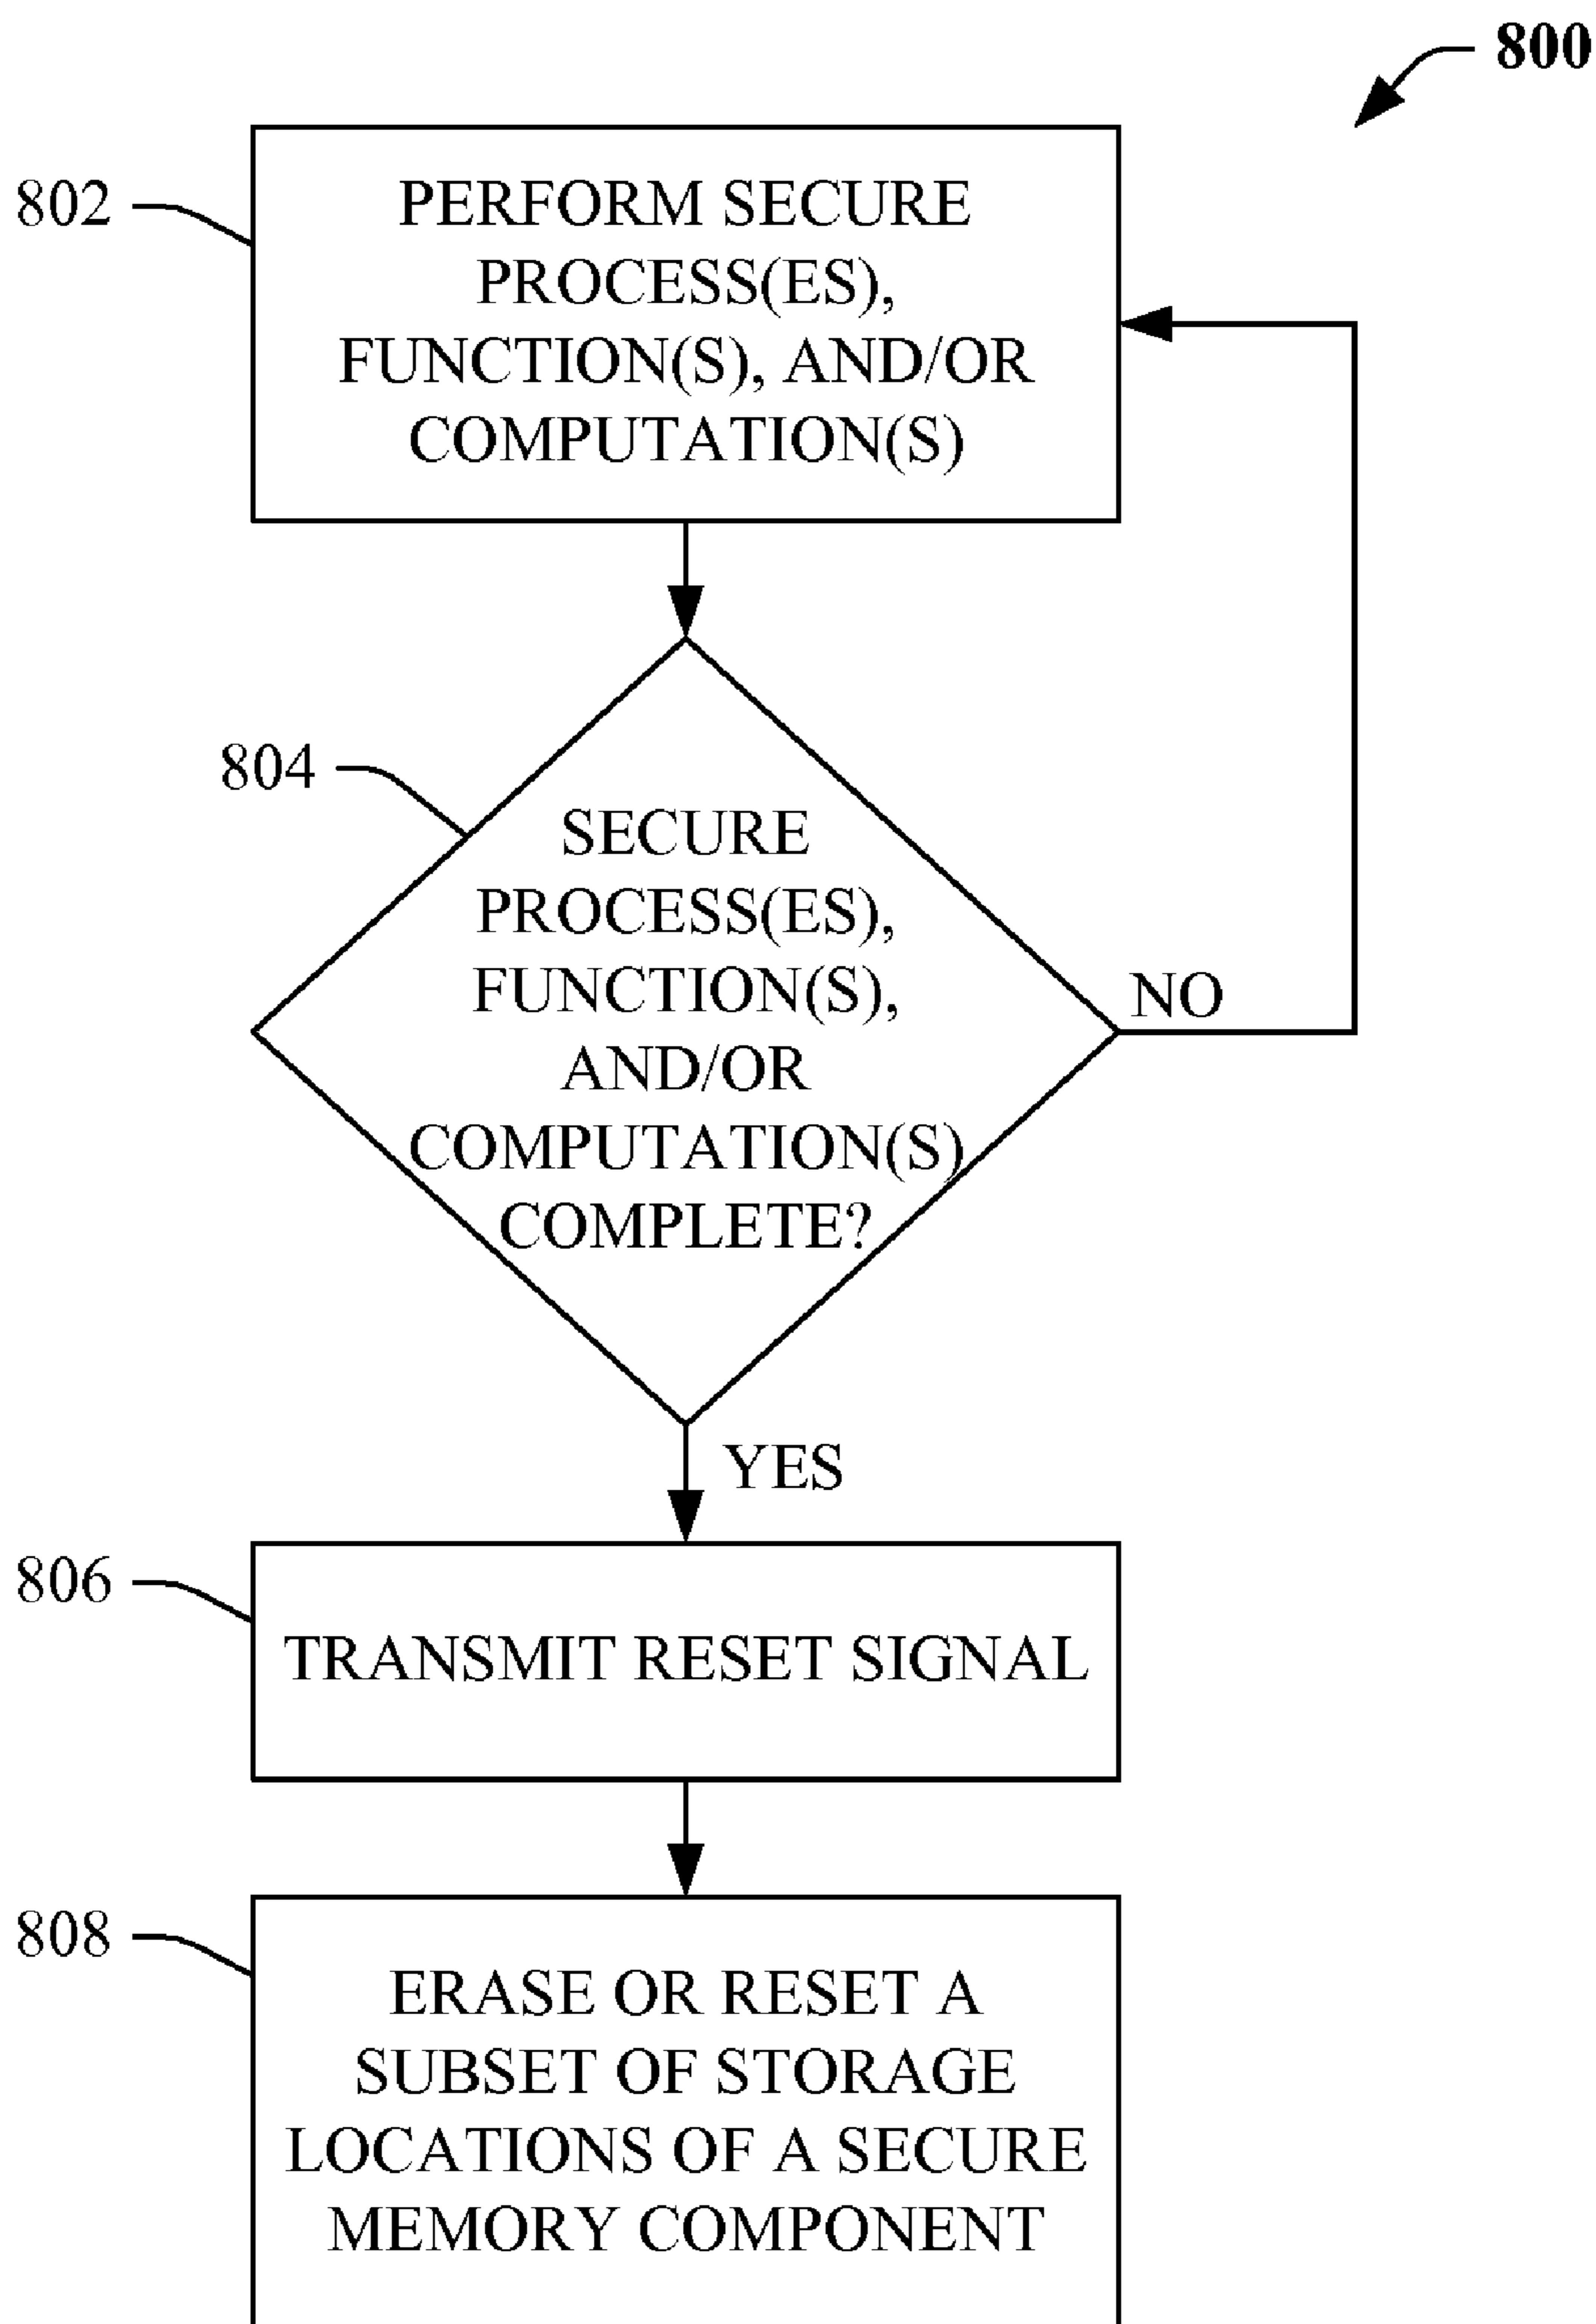 800
802
PERFORM SECURE
PROCESS(ES),
FUNCTION(S), AND/OR
COMPUTATION(S)
804
SECURE
PROCESS(ES),
FUNCTION(S),
AND/OR
COMPUTATION(S)
COMPLETE?
NO
YES
806
TRANSMIT RESET SIGNAL
808
ERASE OR RESET A
SUBSET OF STORAGE
LOCATIONS OF A SECURE
MEMORY COMPONENT